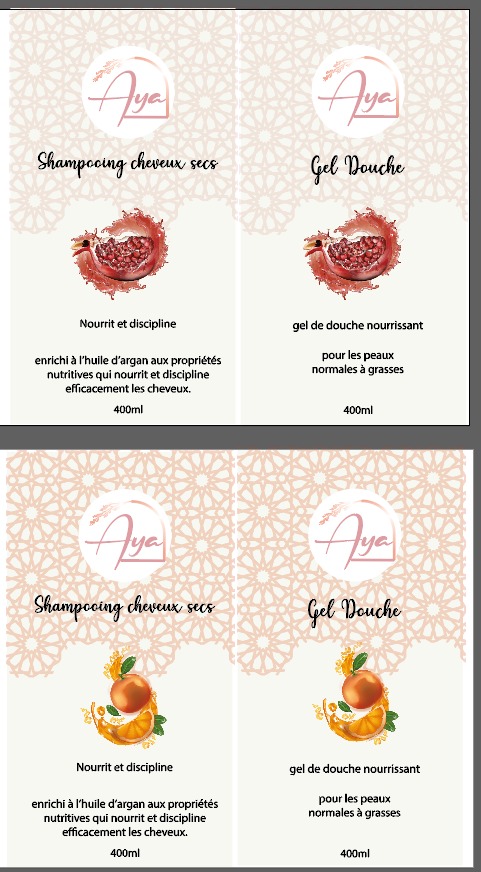 Aya
Shampooing cheveux secs
Nourrit et discipline
enrichi à l'huile d'argan aux propriétés
nutritives qui nourrit et discipline
efficacement les cheveux.
400ml
Aya
Gel Douche
gel de douche nourrissant
pour les peaux
normales à grasses
400ml
Aya
Shampooing cheveux secs
Nourrit et discipline
enrichi à l'huile d'argan aux propriétés
nutritives qui nourrit et discipline
efficacement les cheveux.
400ml
Aya
Gel Douche
gel de douche nourrissant
pour les peaux
normales à grasses
400ml